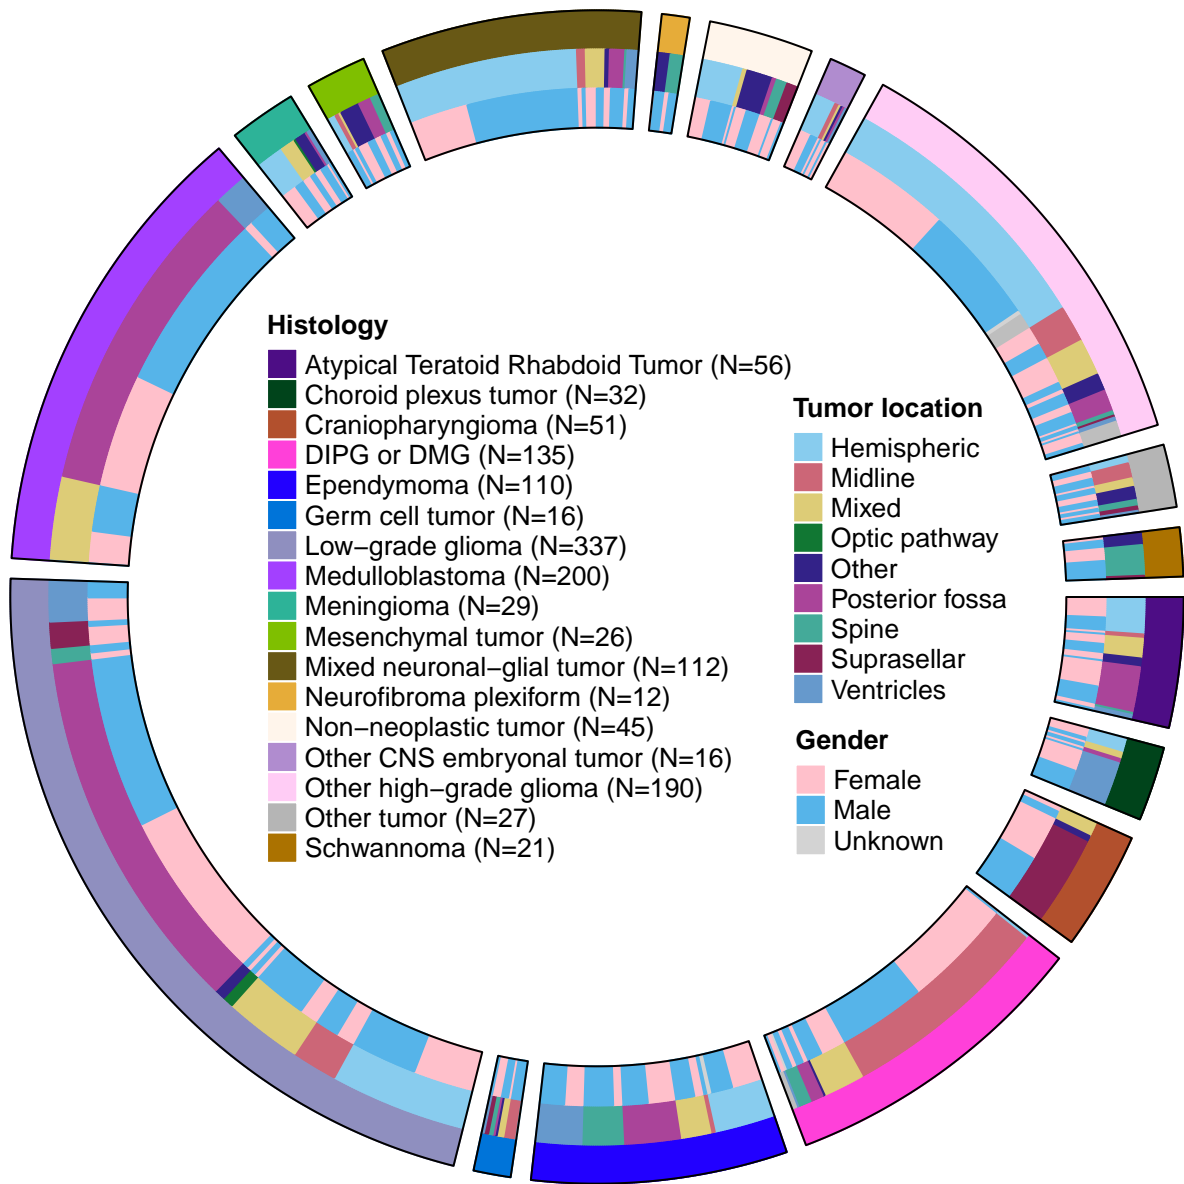 Histology
Atypical Teratoid Rhabdoid Tumor (N=56)
Choroid plexus tumor (N=32)
Craniopharyngioma (N=51)
DIPG or DMG (N=135)
Ependymoma (N=110)
Germ cell tumor (N=16)
Low−grade glioma (N=337)
Medulloblastoma (N=200)
Meningioma (N=29)
Mesenchymal tumor (N=26)
Mixed neuronal−glial tumor (N=112)
Neurofibroma plexiform (N=12)
Non−neoplastic tumor (N=45)
Other CNS embryonal tumor (N=16)
Other high−grade glioma (N=190)
Other tumor (N=27)
Schwannoma (N=21)
Tumor location
Hemispheric
Midline
Mixed
Optic pathway
Other
Posterior fossa
Spine
Suprasellar
Ventricles
Gender
Female
Male
Unknown